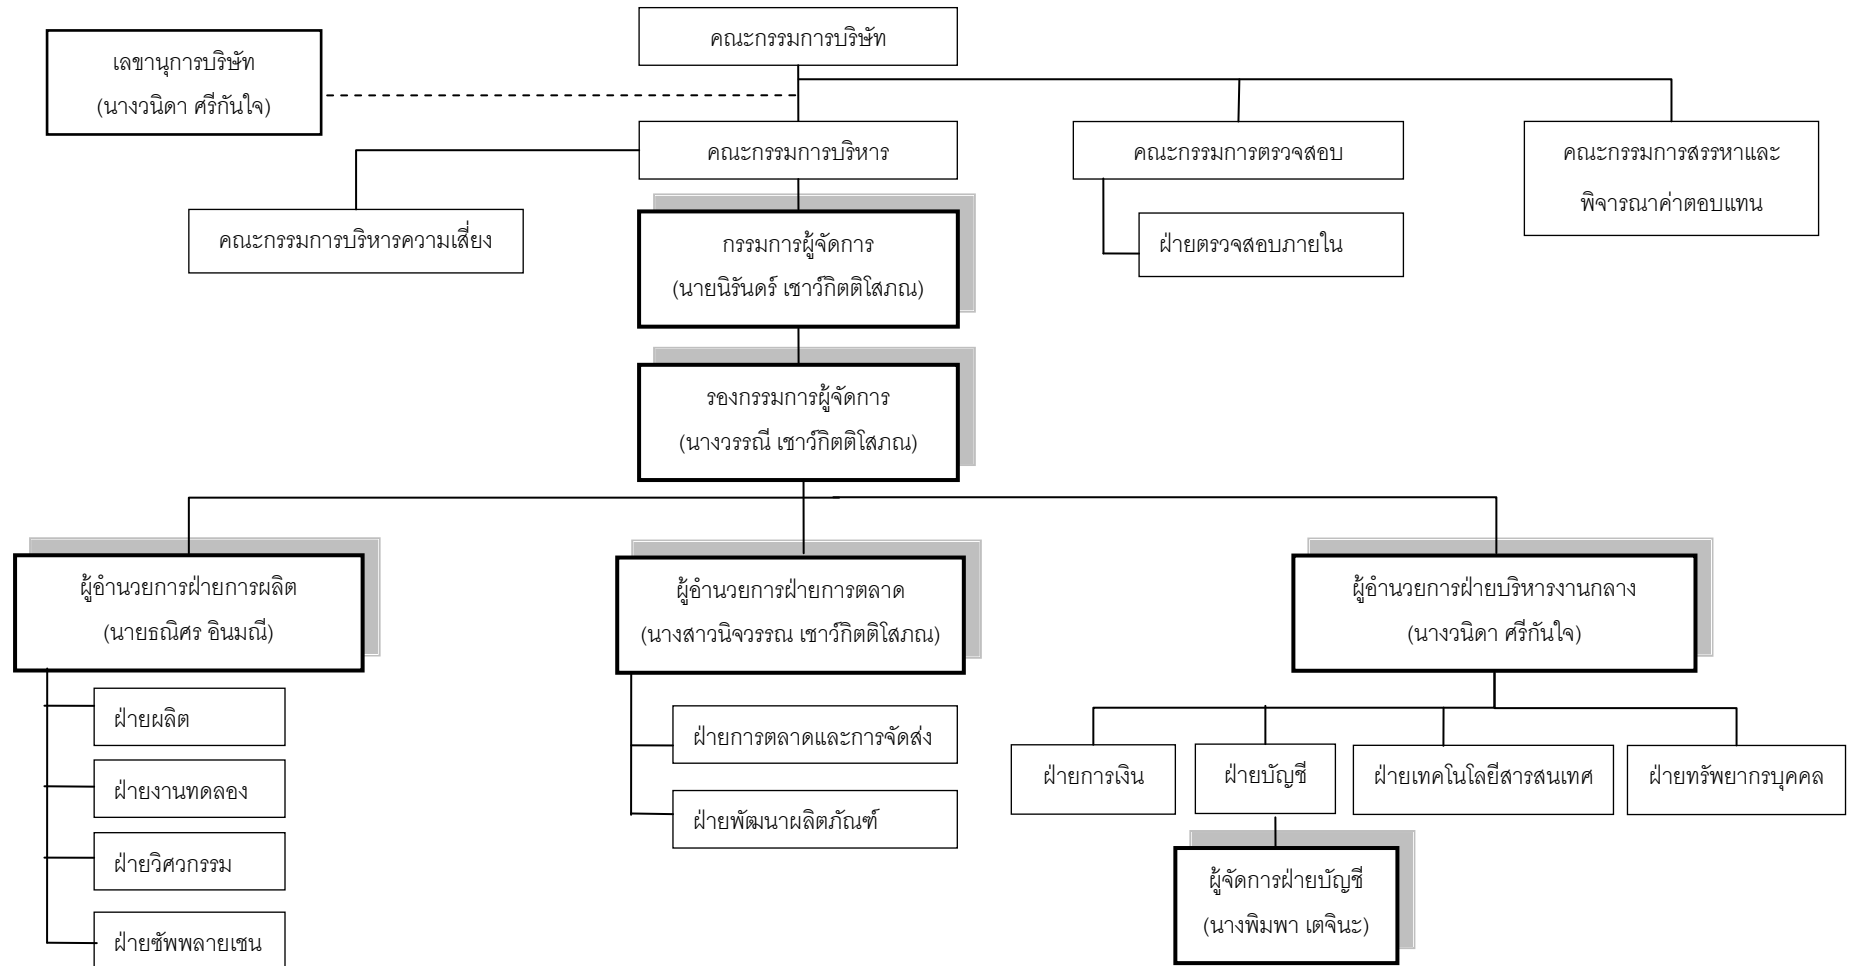 คณะกรรมการบริษัท
เลขานุการบริษัท
(นางวนิดา ศรีกันใจ)
คณะกรรมการบริหาร
คณะกรรมการตรวจสอบ
คณะกรรมการสรรหาและ
พิจารณาค่าตอบแทน
คณะกรรมการบริหารความเสี่ยง
ฝ่ายตรวจสอบภายใน
กรรมการผู้จัดการ
(นายนิรันดร์ เชาว์กิตติโสภณ)
รองกรรมการผู้จัดการ
(นางวรรณี เชาว์กิตติโสภณ)
ผู้อำนวยการฝ่ายการผลิต
(นายธณิศร อินมณี)
ผู้อำนวยการฝ่ายการตลาด
(นางสาวนิจวรรณ เชาว์กิตติโสภณ)
ผู้อำนวยการฝ่ายบริหารงานกลาง
(นางวนิดา ศรีกันใจ)
ฝ่ายผลิต
ฝ่ายงานทดลอง
ฝ่ายวิศวกรรม
ฝ่ายซัพพลายเชน
ฝ่ายการตลาดและการจัดส่ง
ฝ่ายพัฒนาผลิตภัณฑ์
ฝ่ายการเงิน
ฝ่ายบัญชี
ฝ่ายเทคโนโลยีสารสนเทศ
ฝ่ายทรัพยากรบุคคล
ผู้จัดการฝ่ายบัญชี
(นางพิมพา เตจินะ)